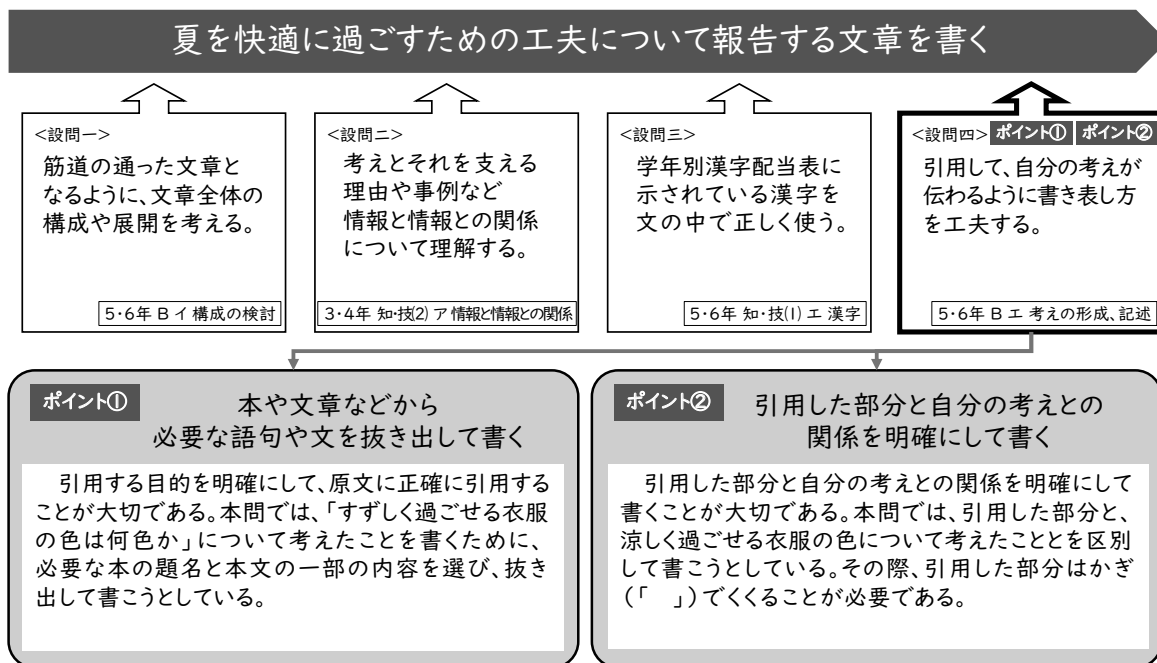 夏を快適に過ごすための工夫について報告する文章を書く
<設問一>
筋道の通った文章と
なるように、文章全体の
構成や展開を考える。
5・6年 B イ 構成の検討
<設問二>
考えとそれを支える
理由や事例など
情報と情報との関係
について理解する。
3・4年 知・技(2) ア 情報と情報との関係
<設問三>
学年別漢字配当表に
示されている漢字を
文の中で正しく使う。
5・6年 知・技(1) エ 漢字
<設問四> ポイント① ポイント②
引用して、自分の考えが
伝わるように書き表し方
を工夫する。
5・6年 B エ 考えの形成、記述
ポイント① 本や文章などから
必要な語句や文を抜き出して書く
引用する目的を明確にして、原文に正確に引用する
ことが大切である。本問では、「すずしく過ごせる衣服
の色は何色か」について考えたことを書くために、
必要な本の題名と本文の一部の内容を選び、抜き
出して書こうとしている。
ポイント② 引用した部分と自分の考えとの
関係を明確にして書く
引用した部分と自分の考えとの関係を明確にして
書くことが大切である。本問では、引用した部分と、
涼しく過ごせる衣服の色について考えたこととを区別
して書こうとしている。その際、引用した部分はかぎ
(「 」)でくくることが必要である。